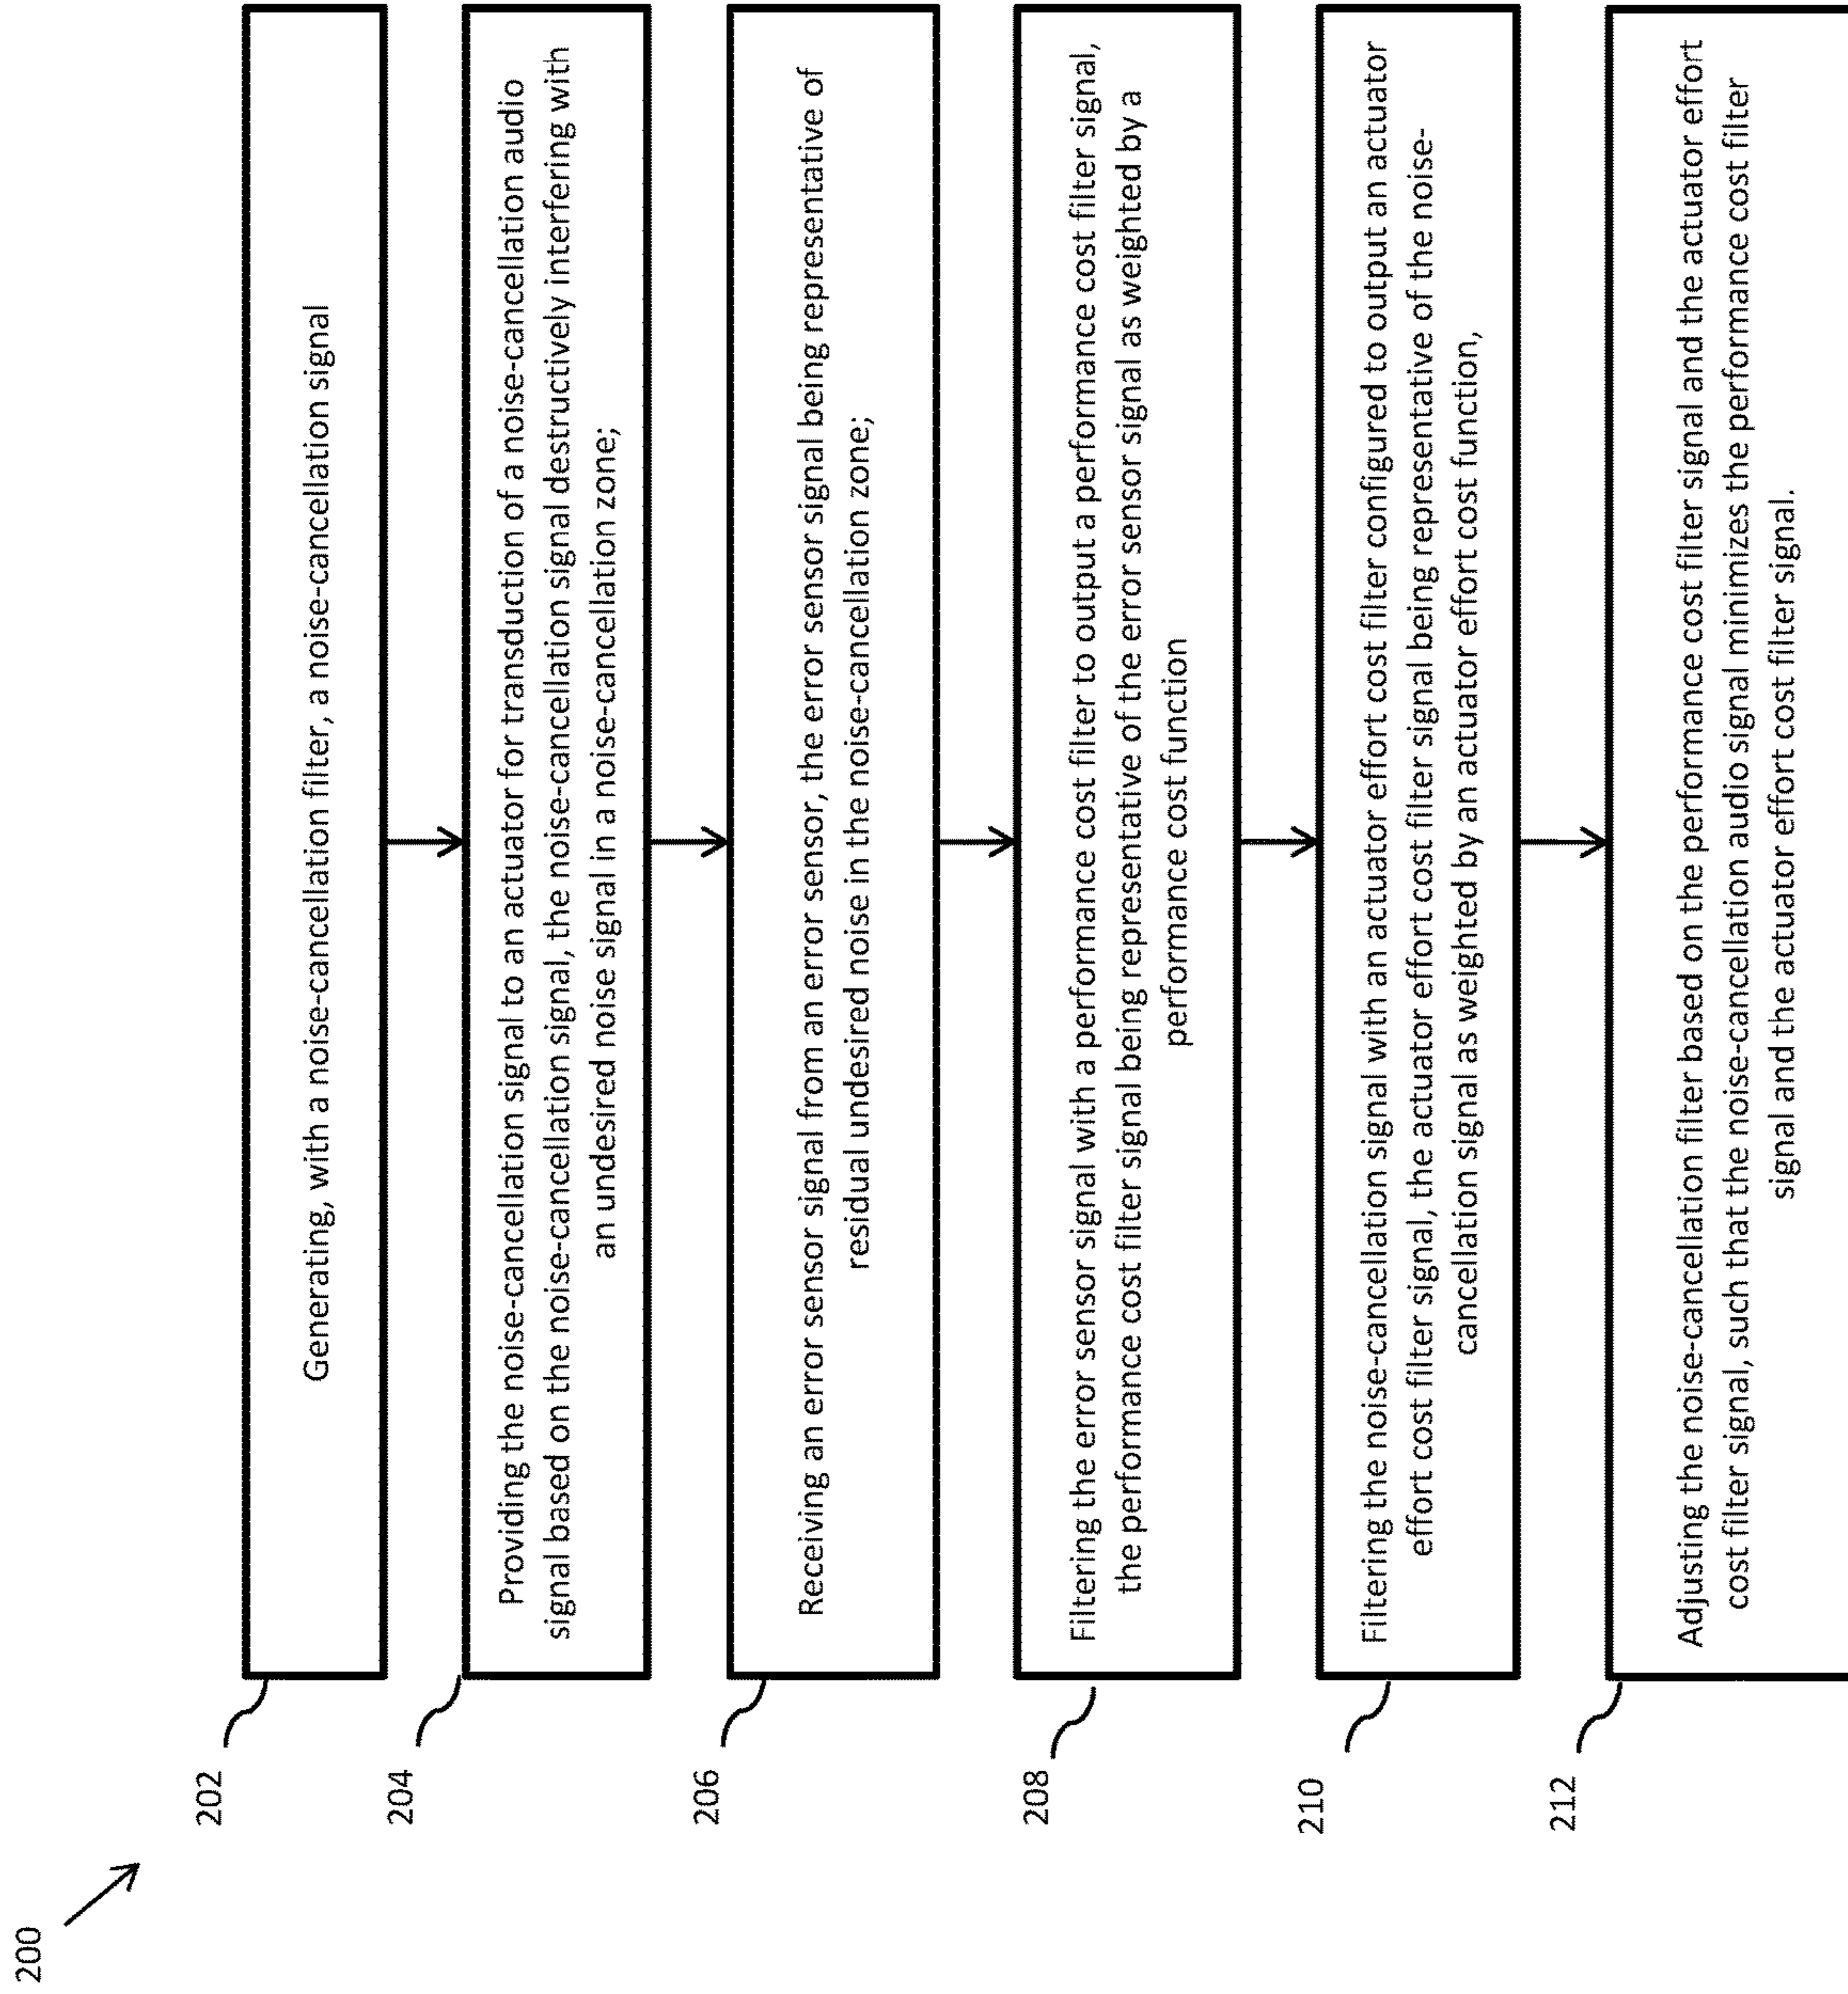 200
202
Generating, with a noise-cancellation filter, a noise-cancellation signal
204
Providing the noise-cancellation signal to an actuator for transduction of a noise-cancellation audio
signal based on the noise-cancellation signal, the noise-cancellation signal destructively interfering with
an undesired noise signal in a noise-cancellation zone;
206
Receiving an error sensor signal from an error sensor, the error sensor signal being representative of
residual undesired noise in the noise-cancellation zone;
208
Filtering the error sensor signal with a performance cost filter to output a performance cost filter signal,
the performance cost filter signal being representative of the error sensor signal as weighted by a
performance cost function
210
Filtering the noise-cancellation signal with an actuator effort cost filter configured to output an actuator
effort cost filter signal, the actuator effort cost filter signal being representative of the noise-
cancellation signal as weighted by an actuator effort cost function,
212
Adjusting the noise-cancellation filter based on the performance cost filter signal and the actuator effort
cost filter signal, such that the noise-cancellation audio signal minimizes the performance cost filter
signal and the actuator effort cost filter signal.